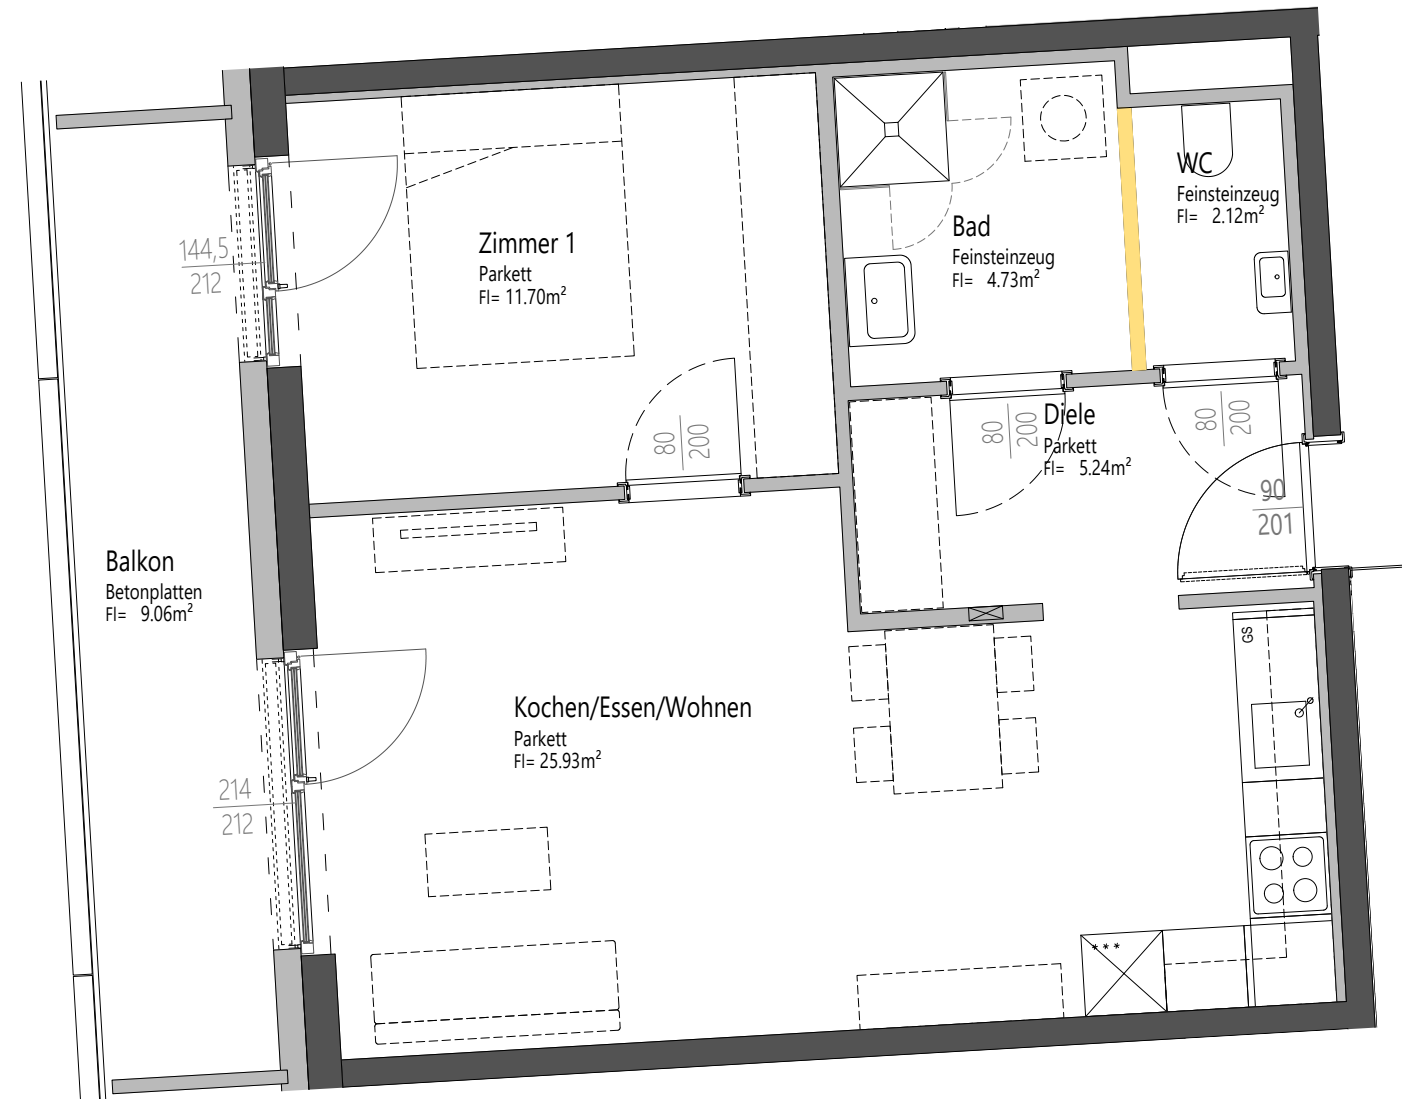 WC
Feinsteinzeug
Fl= 2.12m²
Bad
Feinsteinzeug
Fl= 4.73m²
Zimmer 1
Parkett
Fl= 11.70m²
144,5
212
80
200
80
200
80
200
Diele
Parkett
Fl= 5.24m²
90
201
Balkon
Betonplatten
Fl= 9.06m²
GS
Kochen/Essen/Wohnen
Parkett
Fl= 25.93m²
214
212
***